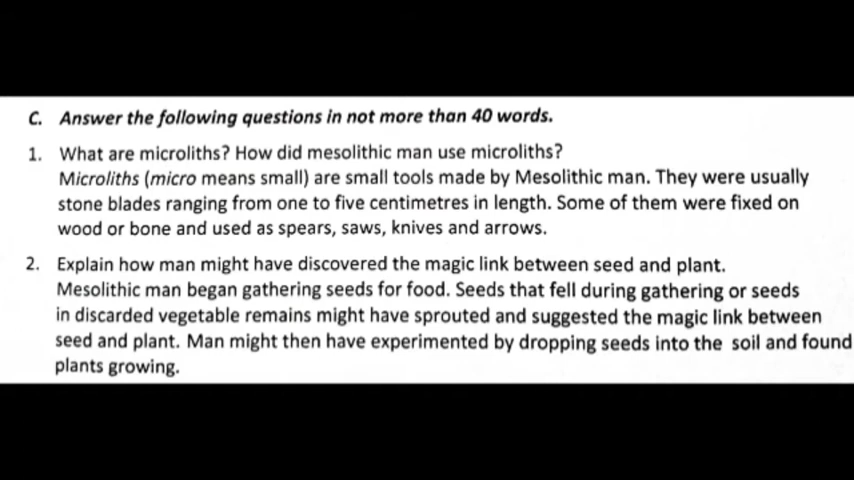 C. Answer the following questions in not more than 40 words.
1. What are microliths? How did mesolithic man use microliths?
Microliths (micro means small) are small tools made by Mesolithic man. They were usually
stone blades ranging from one to five centimetres in length. Some of them were fixed on
wood or bone and used as spears, saws, knives and arrows.
2. Explain how man might have discovered the magic link between seed and plant.
Mesolithic man began gathering seeds for food. Seeds that fell during gathering or seeds
in discarded vegetable remains might have sprouted and suggested the magic link between
seed and plant. Man might then have experimented by dropping seeds into the soil and found
plants growing.